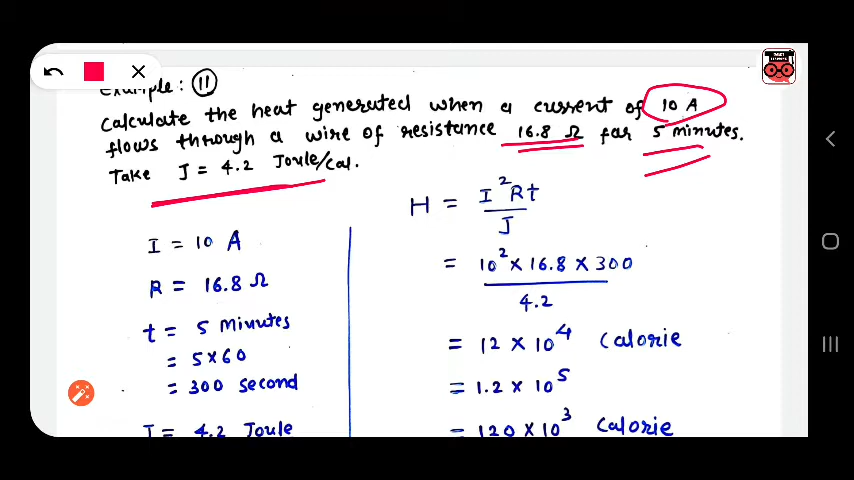 Example: 11
Calculate the heat generated when a current of 10 A
flows through a wire of resistance 16.8 Ω for 5 minutes.
Take J = 4.2 Joule/Cal.
H = I²Rt
J
I = 10 A
= 10² × 16.8 × 300
4.2
R = 16.8 Ω
t = 5 Minutes
= 5×60
= 300 Second
J = 4.2 Joule
= 12 × 10⁴ Calorie
= 1.2 × 10⁵
= 120 × 10³ Calorie